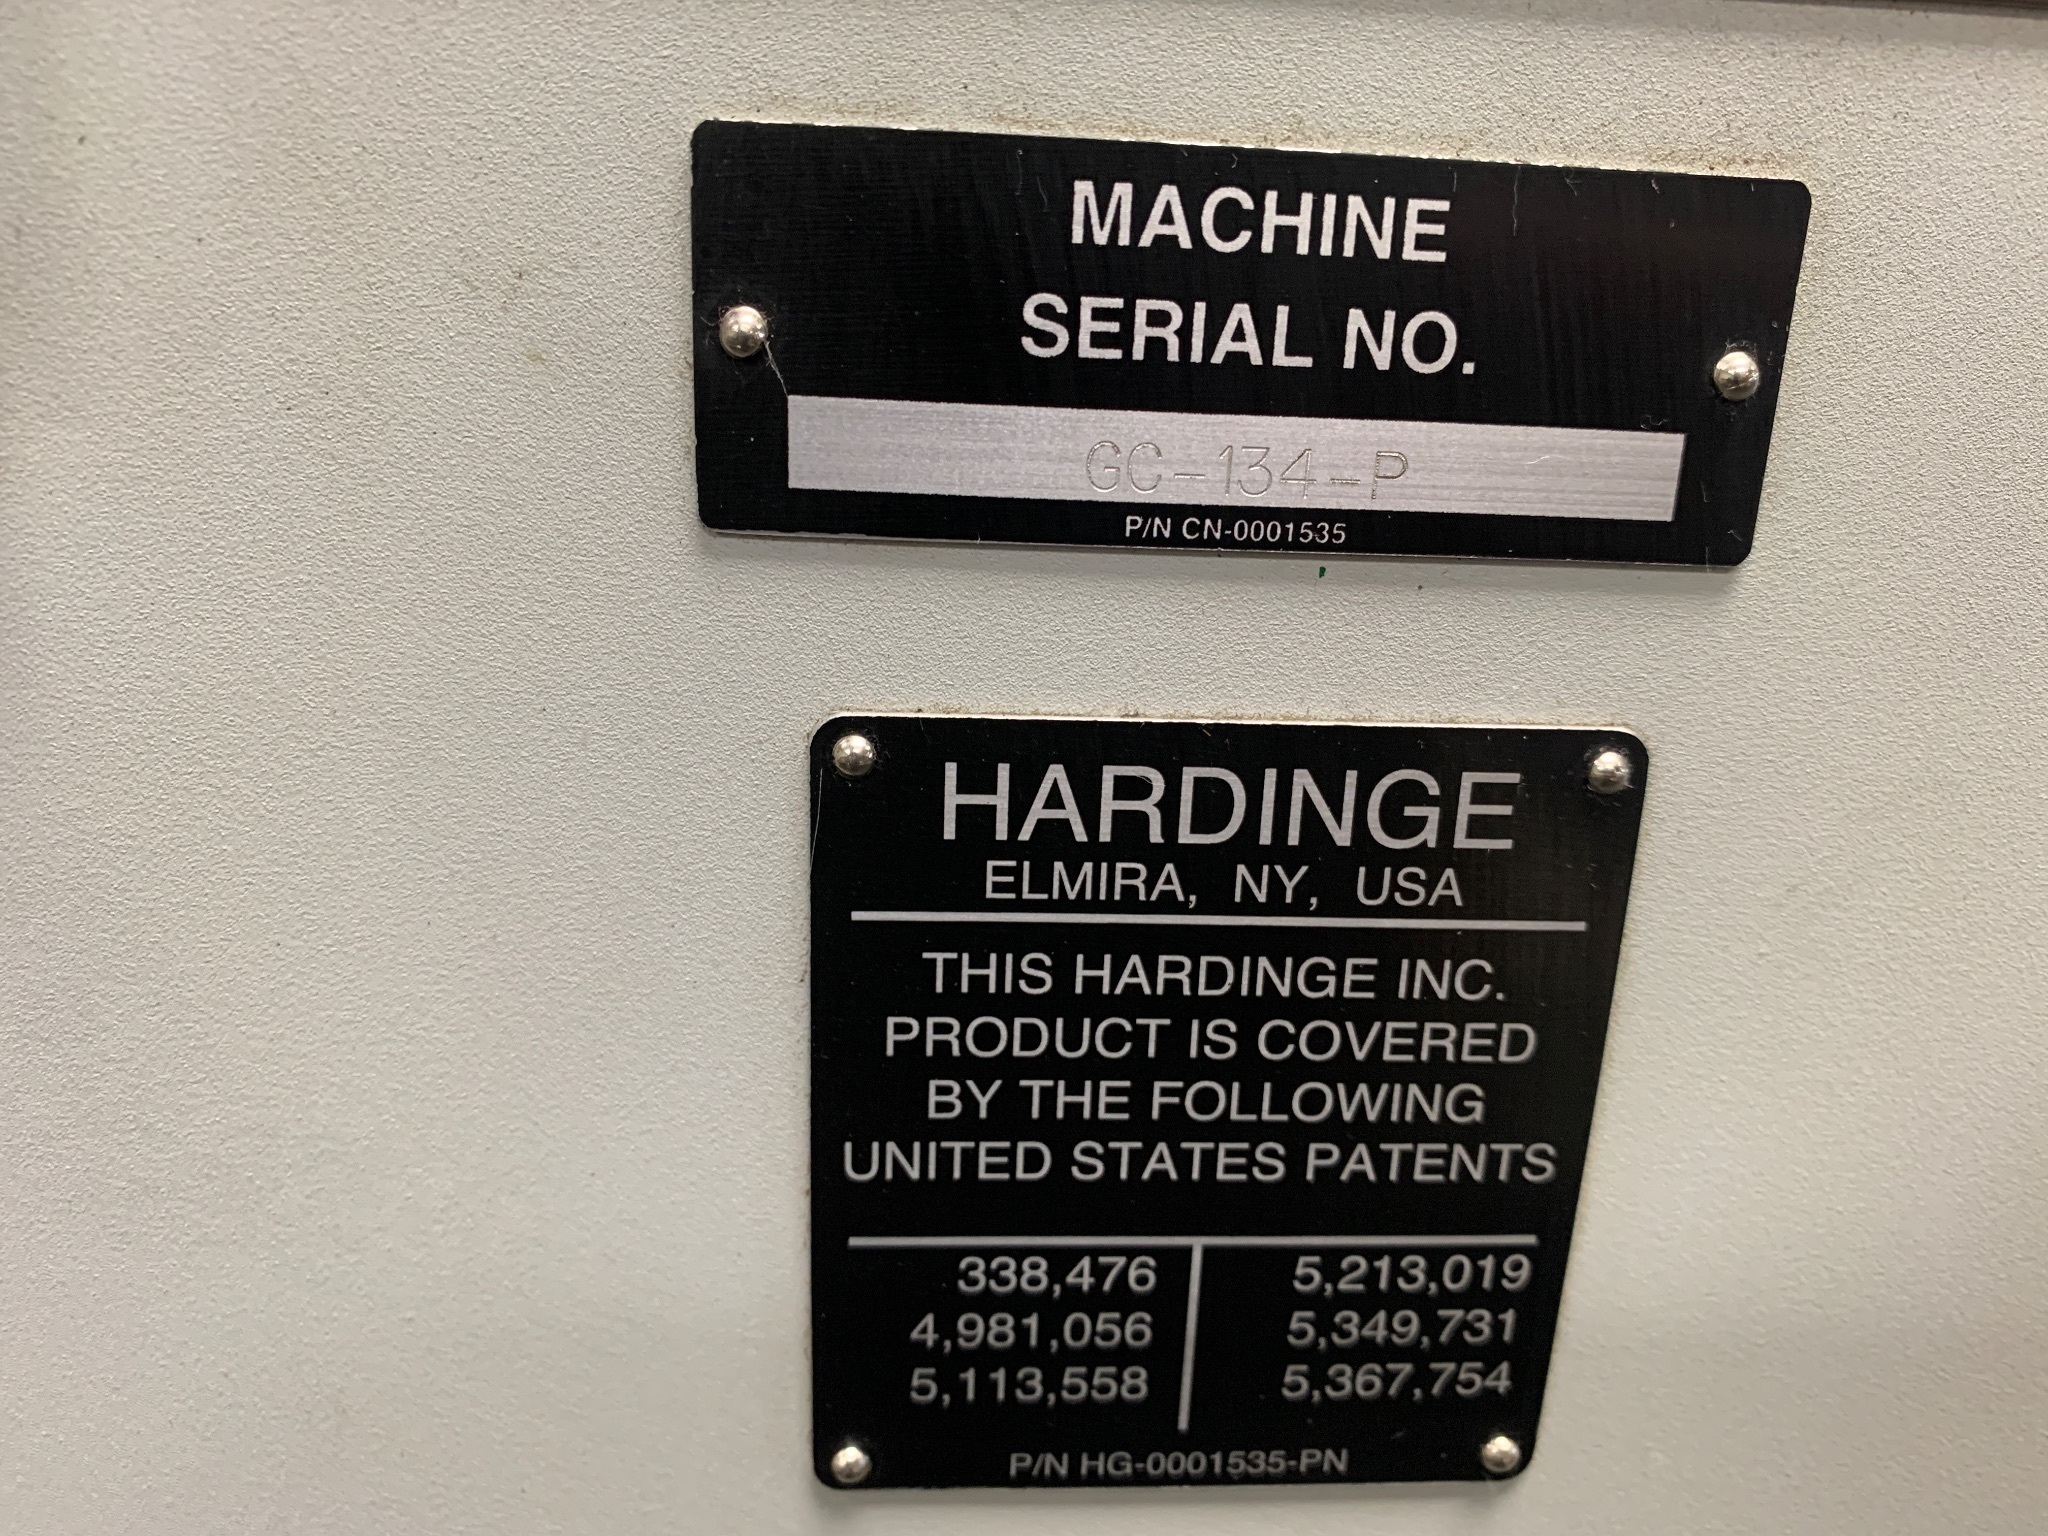 MACHINE
SERIAL NO.
GC-134-P
P/N CN-0001535
HARDINGE
ELMIRA, NY, USA
THIS HARDINGE INC.
PRODUCT IS COVERED
BY THE FOLLOWING
UNITED STATES PATENTS
338,476 5,213,019
4,981,056 5,349,731
5,113,558 5,367,754
P/N HG-0001535-PN